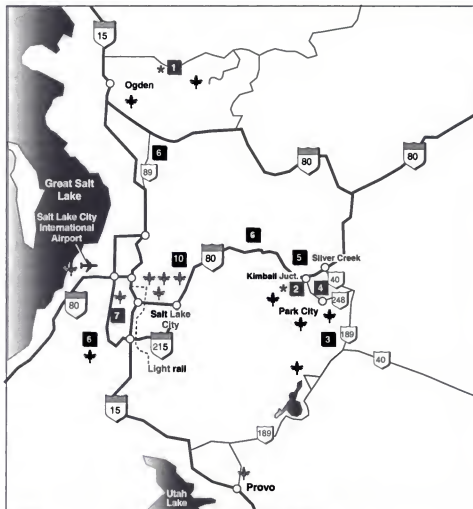 15
* 1
Ogden
6
89
80
80
Great Salt
Lake
Salt Lake City
International
Airport
10
80
6
5
Silver Creek
Kimball Junct.
40
* 2
4
248
Park City
80
7
Salt Lake
City
6
215
3
189
40
Light rail
15
189
Utah
Lake
Provo